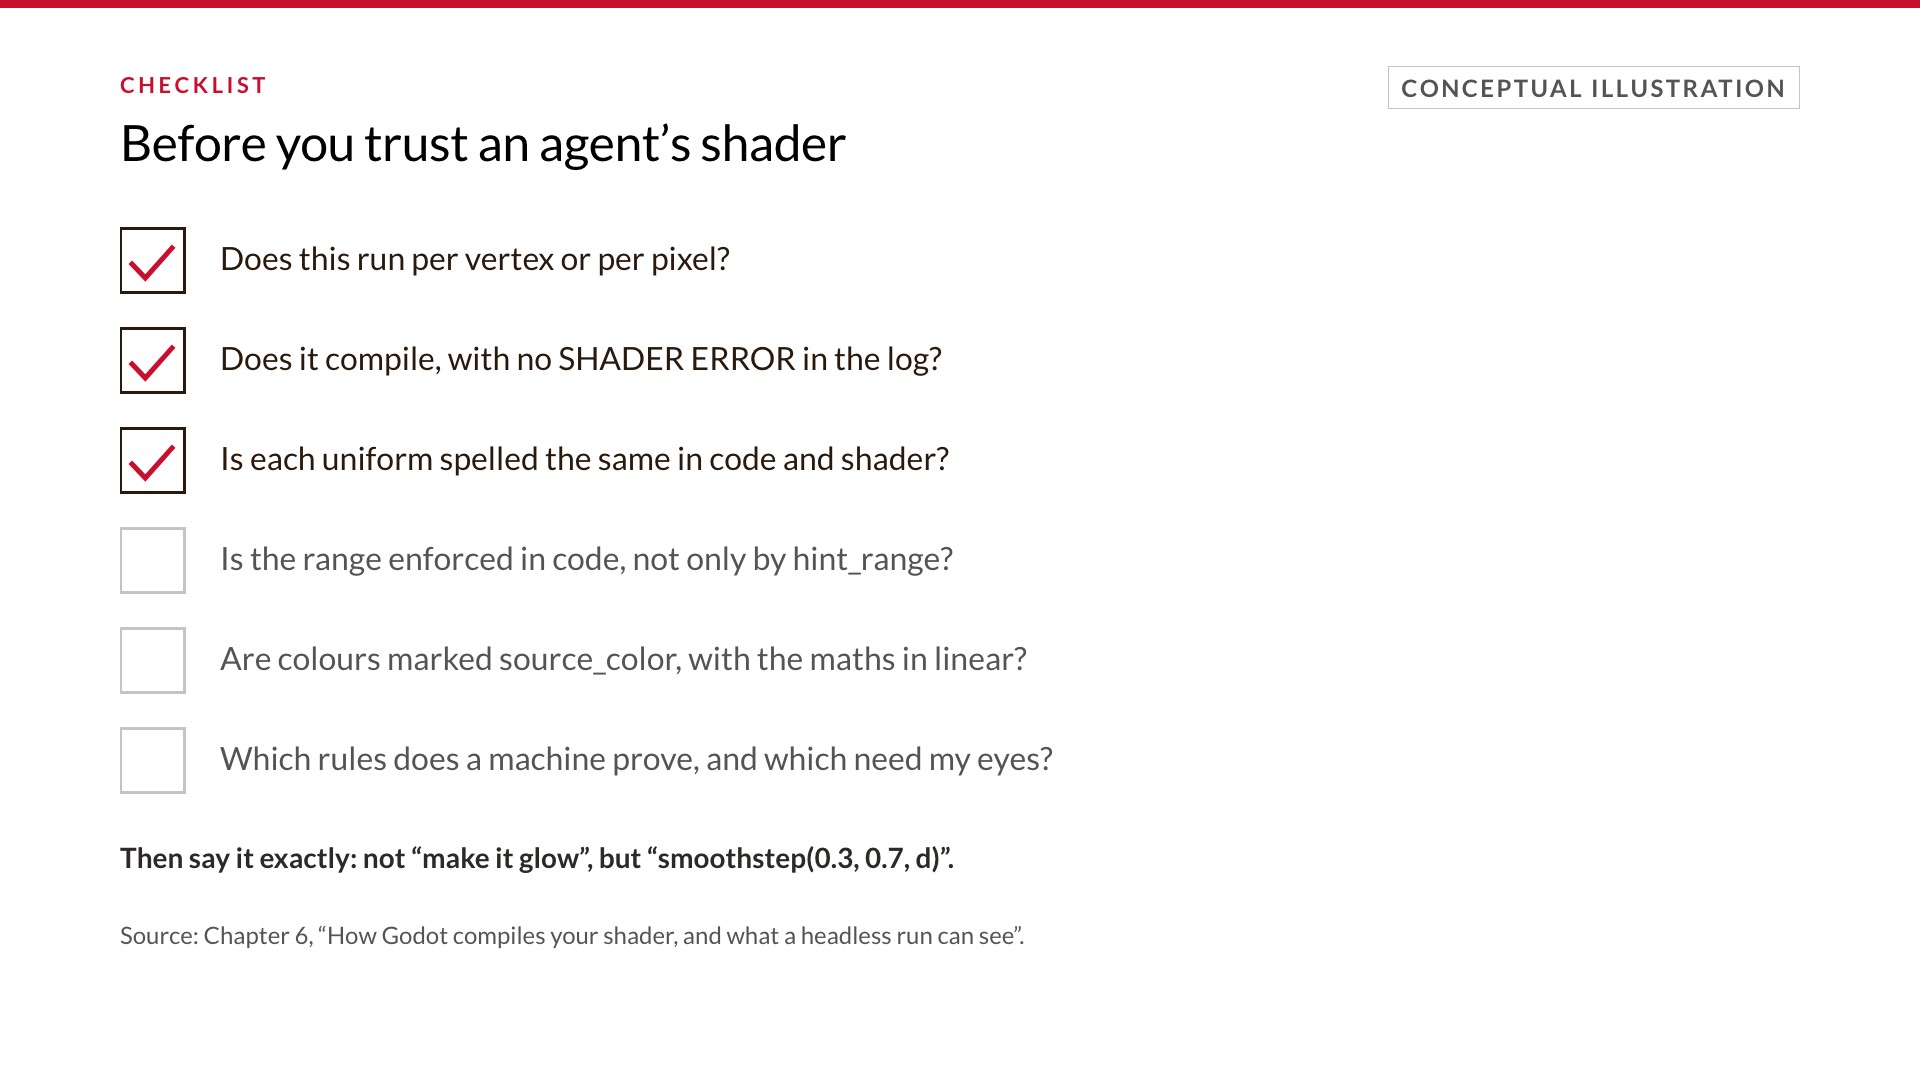 CHECKLIST
CONCEPTUAL ILLUSTRATION
Before you trust an agent’s shader
Does this run per vertex or per pixel?
Does it compile, with no SHADER ERROR in the log?
Is each uniform spelled the same in code and shader?
Is the range enforced in code, not only by hint_range?
Are colours marked source_color, with the maths in linear?
Which rules does a machine prove, and which need my eyes?
Then say it exactly: not “make it glow”, but “smoothstep(0.3, 0.7, d)”.
Source: Chapter 6, “How Godot compiles your shader, and what a headless run can see”.